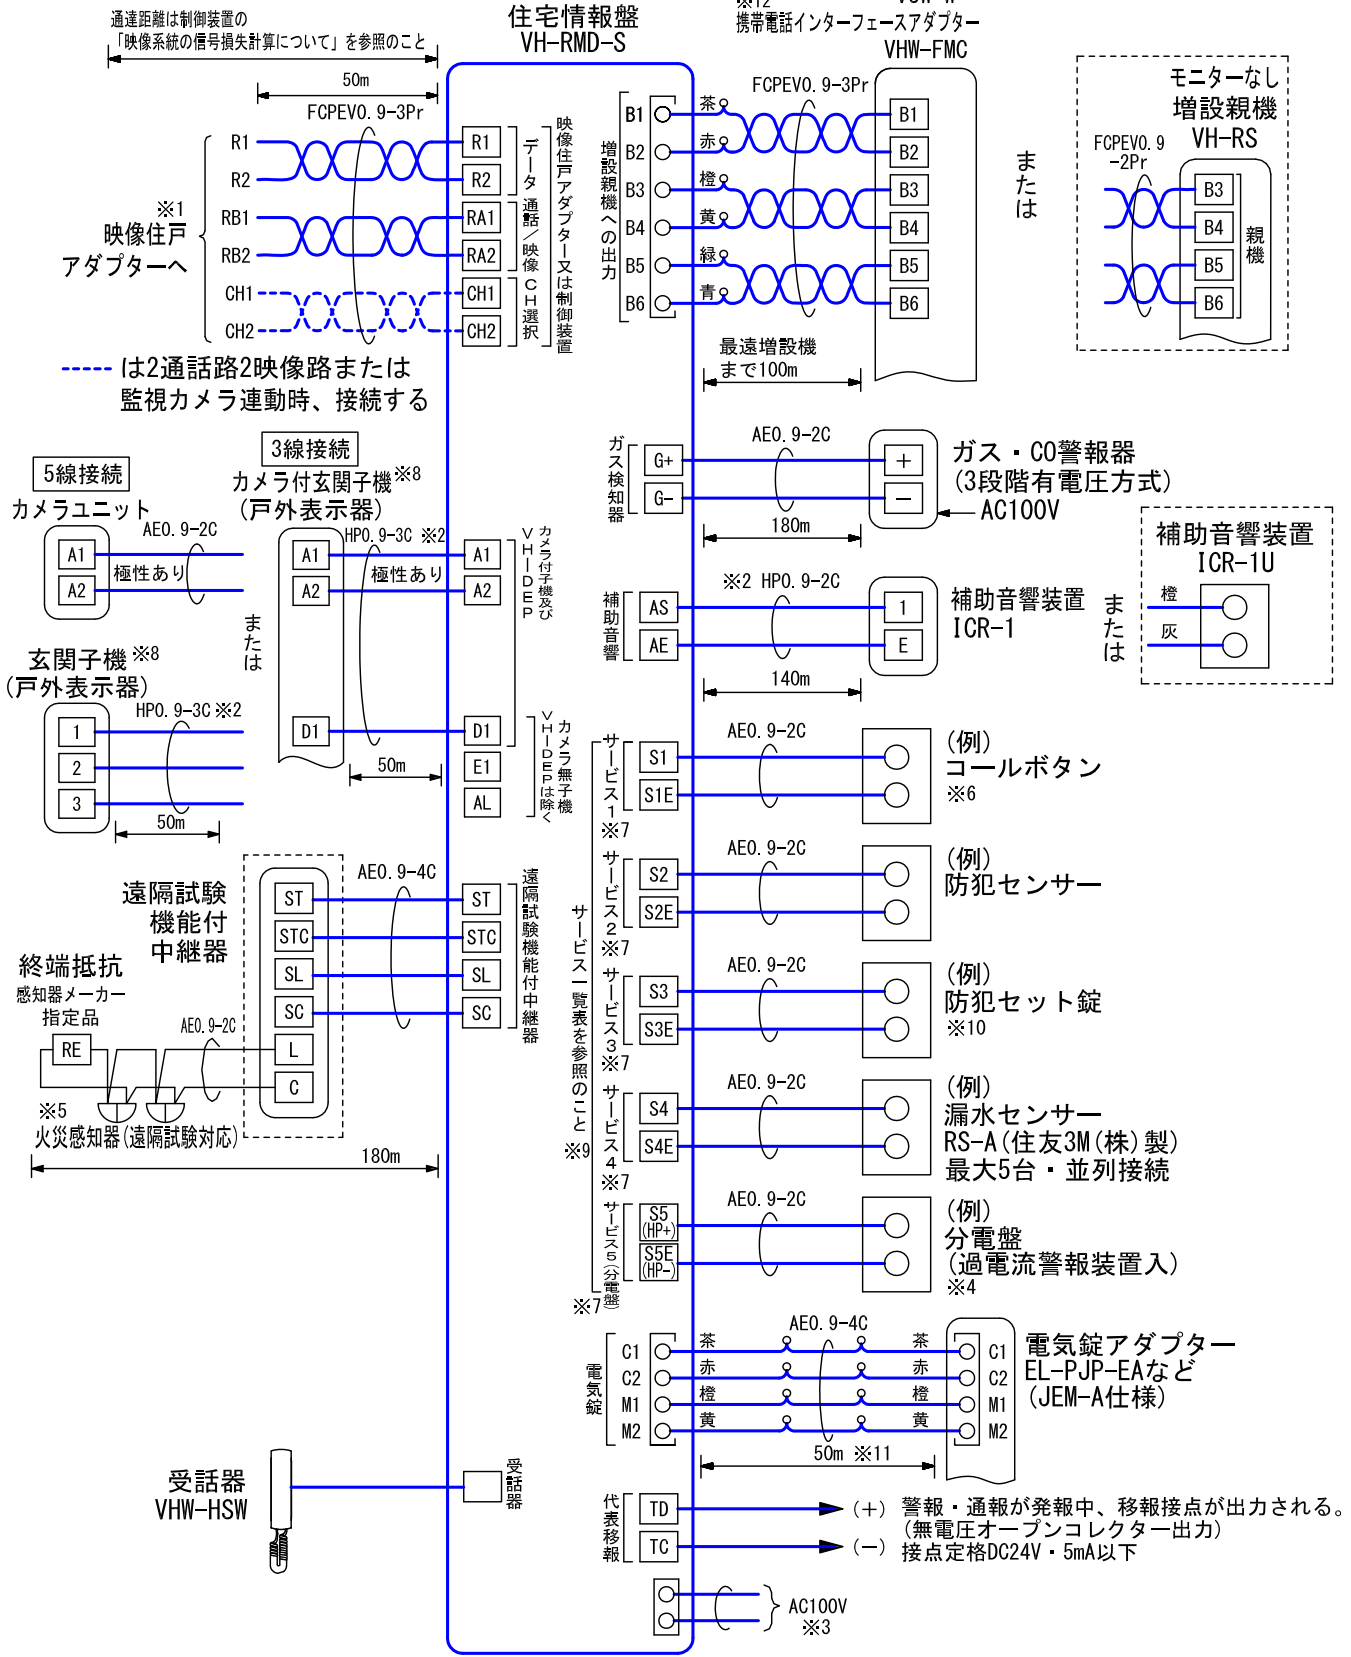 通達距離は制御装置の
「映像系統の信号損失計算について」を参照のこと
50m
FCPEV0.9-3Pr
住宅情報盤
VH-RMD-S
※12
携帯電話インターフェースアダプター
VHW-FMC
R1
R2
RB1
RB2
CH1
CH2
※1
映像住戸
アダプターへ
R1
R2
RA1
RA2
CH1
CH2
データ
通話/映像
CH選択
映像住戸アダプター又は制御装置
は2通話路2映像路または
監視カメラ連動時、接続する
増設親機への出力
B1
B2
B3
B4
B5
B6
茶
赤
橙
黄
緑
青
FCPEV0.9-3Pr
B1
B2
B3
B4
B5
B6
最遠増設機
まで100m
または
モニターなし
増設親機
VH-RS
FCPEV0.9
-2Pr
B3
B4
B5
B6
親機
5線接続
カメラユニット
A1
A2
AE0.9-2C
極性あり
玄関子機※8
(戸外表示器)
1
2
3
HP0.9-3C ※2
50m
または
3線接続
カメラ付玄関子機※8
(戸外表示器)
A1
A2
D1
HP0.9-3C ※2
極性あり
50m
A1
A2
D1
E1
AL
カメラ付子機及び
VH-DEP
カメラ無子機
VH-DEPは除く
ガス検知器
G+
G-
AE0.9-2C
180m
+
−
ガス・CO警報器
(3段階有電圧方式)
AC100V
補助音響
AS
AE
※2 HP0.9-2C
140m
1
E
補助音響装置
ICR-1
または
補助音響装置
ICR-1U
橙
灰
サービス一覧表を参照のこと
※9
サービス1
※7
S1
S1E
AE0.9-2C
(例)
コールボタン
※6
サービス2
※7
S2
S2E
AE0.9-2C
(例)
防犯センサー
サービス3
※7
S3
S3E
AE0.9-2C
(例)
防犯セット錠
※10
サービス4
※7
S4
S4E
AE0.9-2C
(例)
漏水センサー
RS-A(住友3M(株)製)
最大5台・並列接続
サービス5(分電盤)
※7
S5
(HP+)
S5E
(HP-)
AE0.9-2C
(例)
分電盤
(過電流警報装置入)
※4
遠隔試験
機能付
中継器
ST
STC
SL
SC
L
C
AE0.9-4C
ST
STC
SL
SC
遠隔試験機能付中継器
終端抵抗
感知器メーカー
指定品
RE
AE0.9-2C
※5
火災感知器(遠隔試験対応)
180m
電気錠
C1
C2
M1
M2
茶
赤
橙
黄
AE0.9-4C
茶
赤
橙
黄
C1
C2
M1
M2
50m ※11
電気錠アダプター
EL-PJP-EAなど
(JEM-A仕様)
受話器
VHW-HSW
受話器
代表移報
TD
TC
(+)
(−)
警報・通報が発報中、移報接点が出力される。
(無電圧オープンコレクター出力)
接点定格DC24V・5mA以下
AC100V
※3